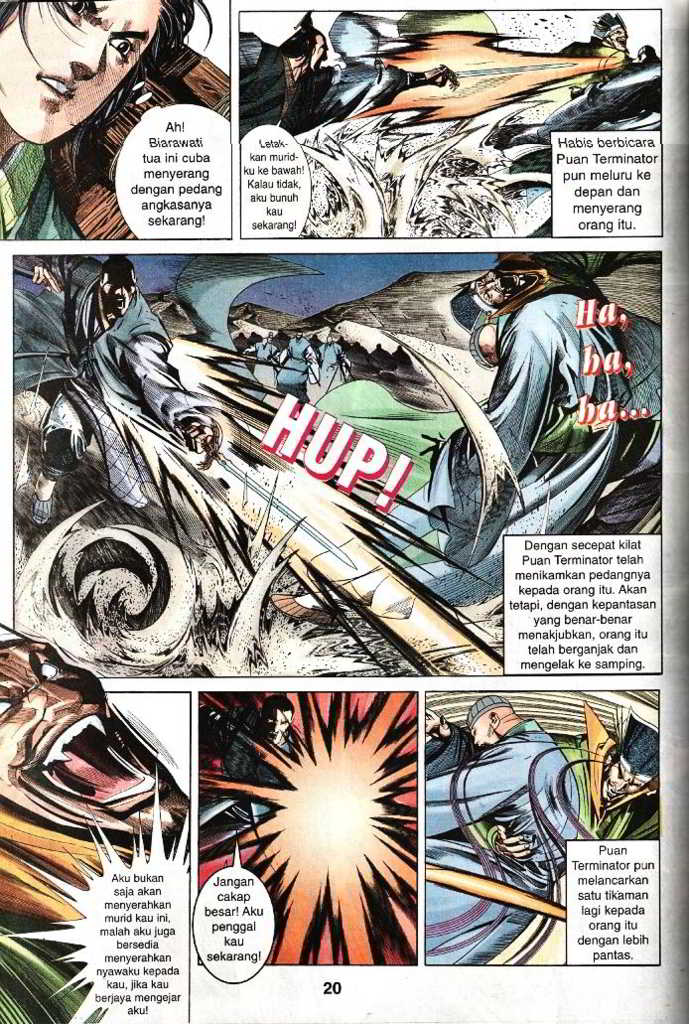 Ah!
Biarawati
tua ini cuba
menyerang
dengan pedang
angkasanya
sekarang!
Letak-
kan murid-
ku ke bawah!
Kalau tidak,
aku bunuh
kau
sekarang!
Habis berbicara
Puan Terminator
pun meluru ke
depan dan
menyerang
orang itu.
HUP!
Ha,
ha,
ha...
Dengan secepat kilat
Puan Terminator telah
menikamkan pedangnya
kepada orang itu. Akan
tetapi, dengan kepantasan
yang benar-benar
menakjubkan, orang itu
telah berganjak dan
mengelak ke samping.
Aku bukan
saja akan
menyerahkan
murid kau ini,
malah aku juga
bersedia
menyerahkan
nyawaku kepada
kau, jika kau
berjaya mengejar
aku!
Jangan
cakap
besar! Aku
penggal
kau
sekarang!
Puan
Terminator pun
melancarkan
satu tikaman
lagi kepada
orang itu
dengan lebih
pantas.
20